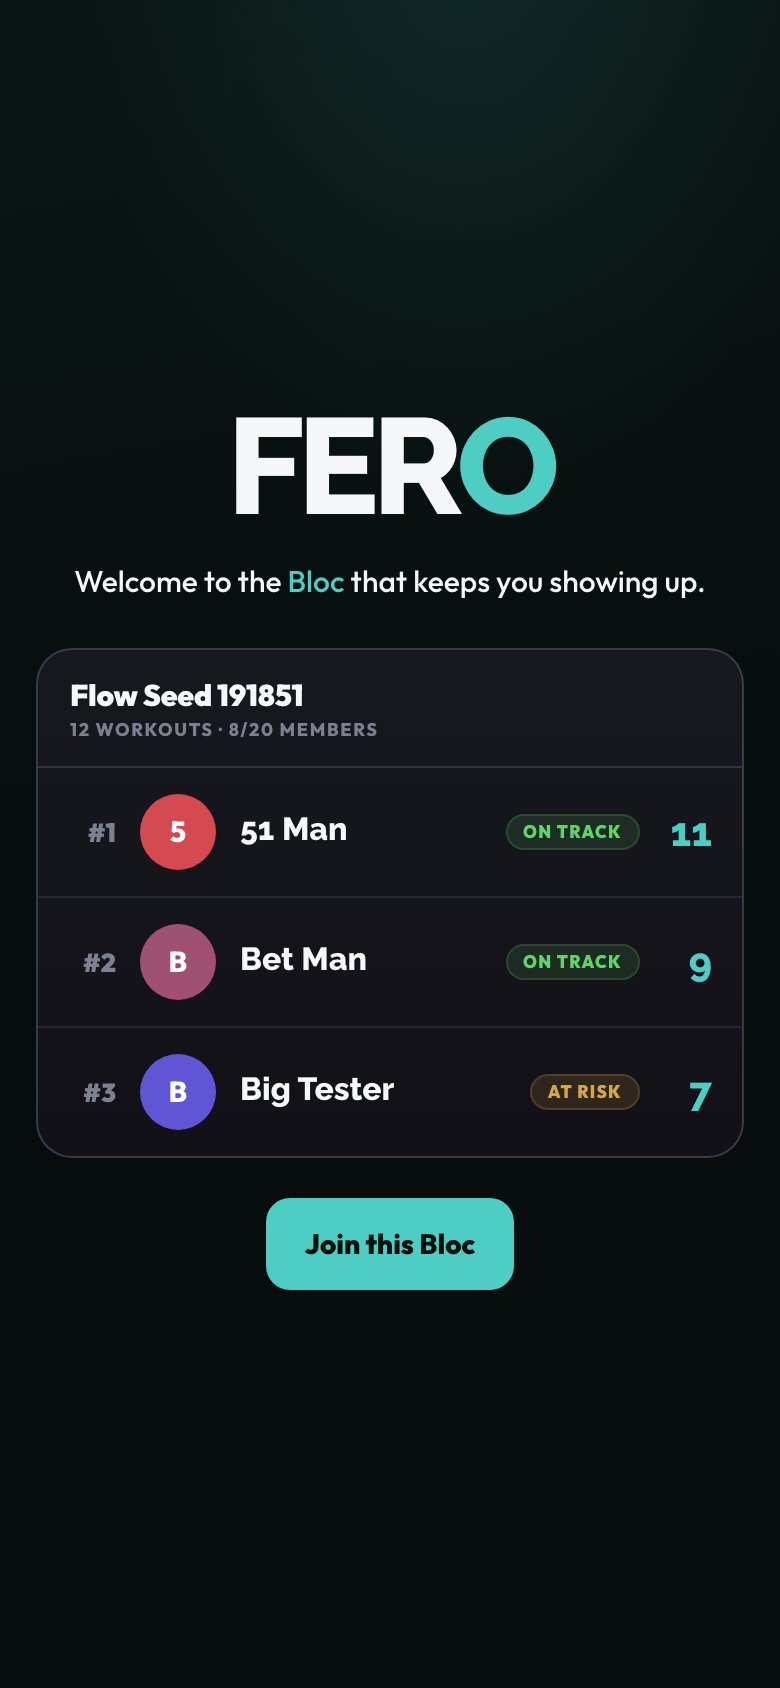 FERO
Welcome to the Bloc that keeps you showing up.
Flow Seed 191851
12 WORKOUTS · 8/20 MEMBERS
#1 5 51 Man ON TRACK 11
#2 B Bet Man ON TRACK 9
#3 B Big Tester AT RISK 7
Join this Bloc